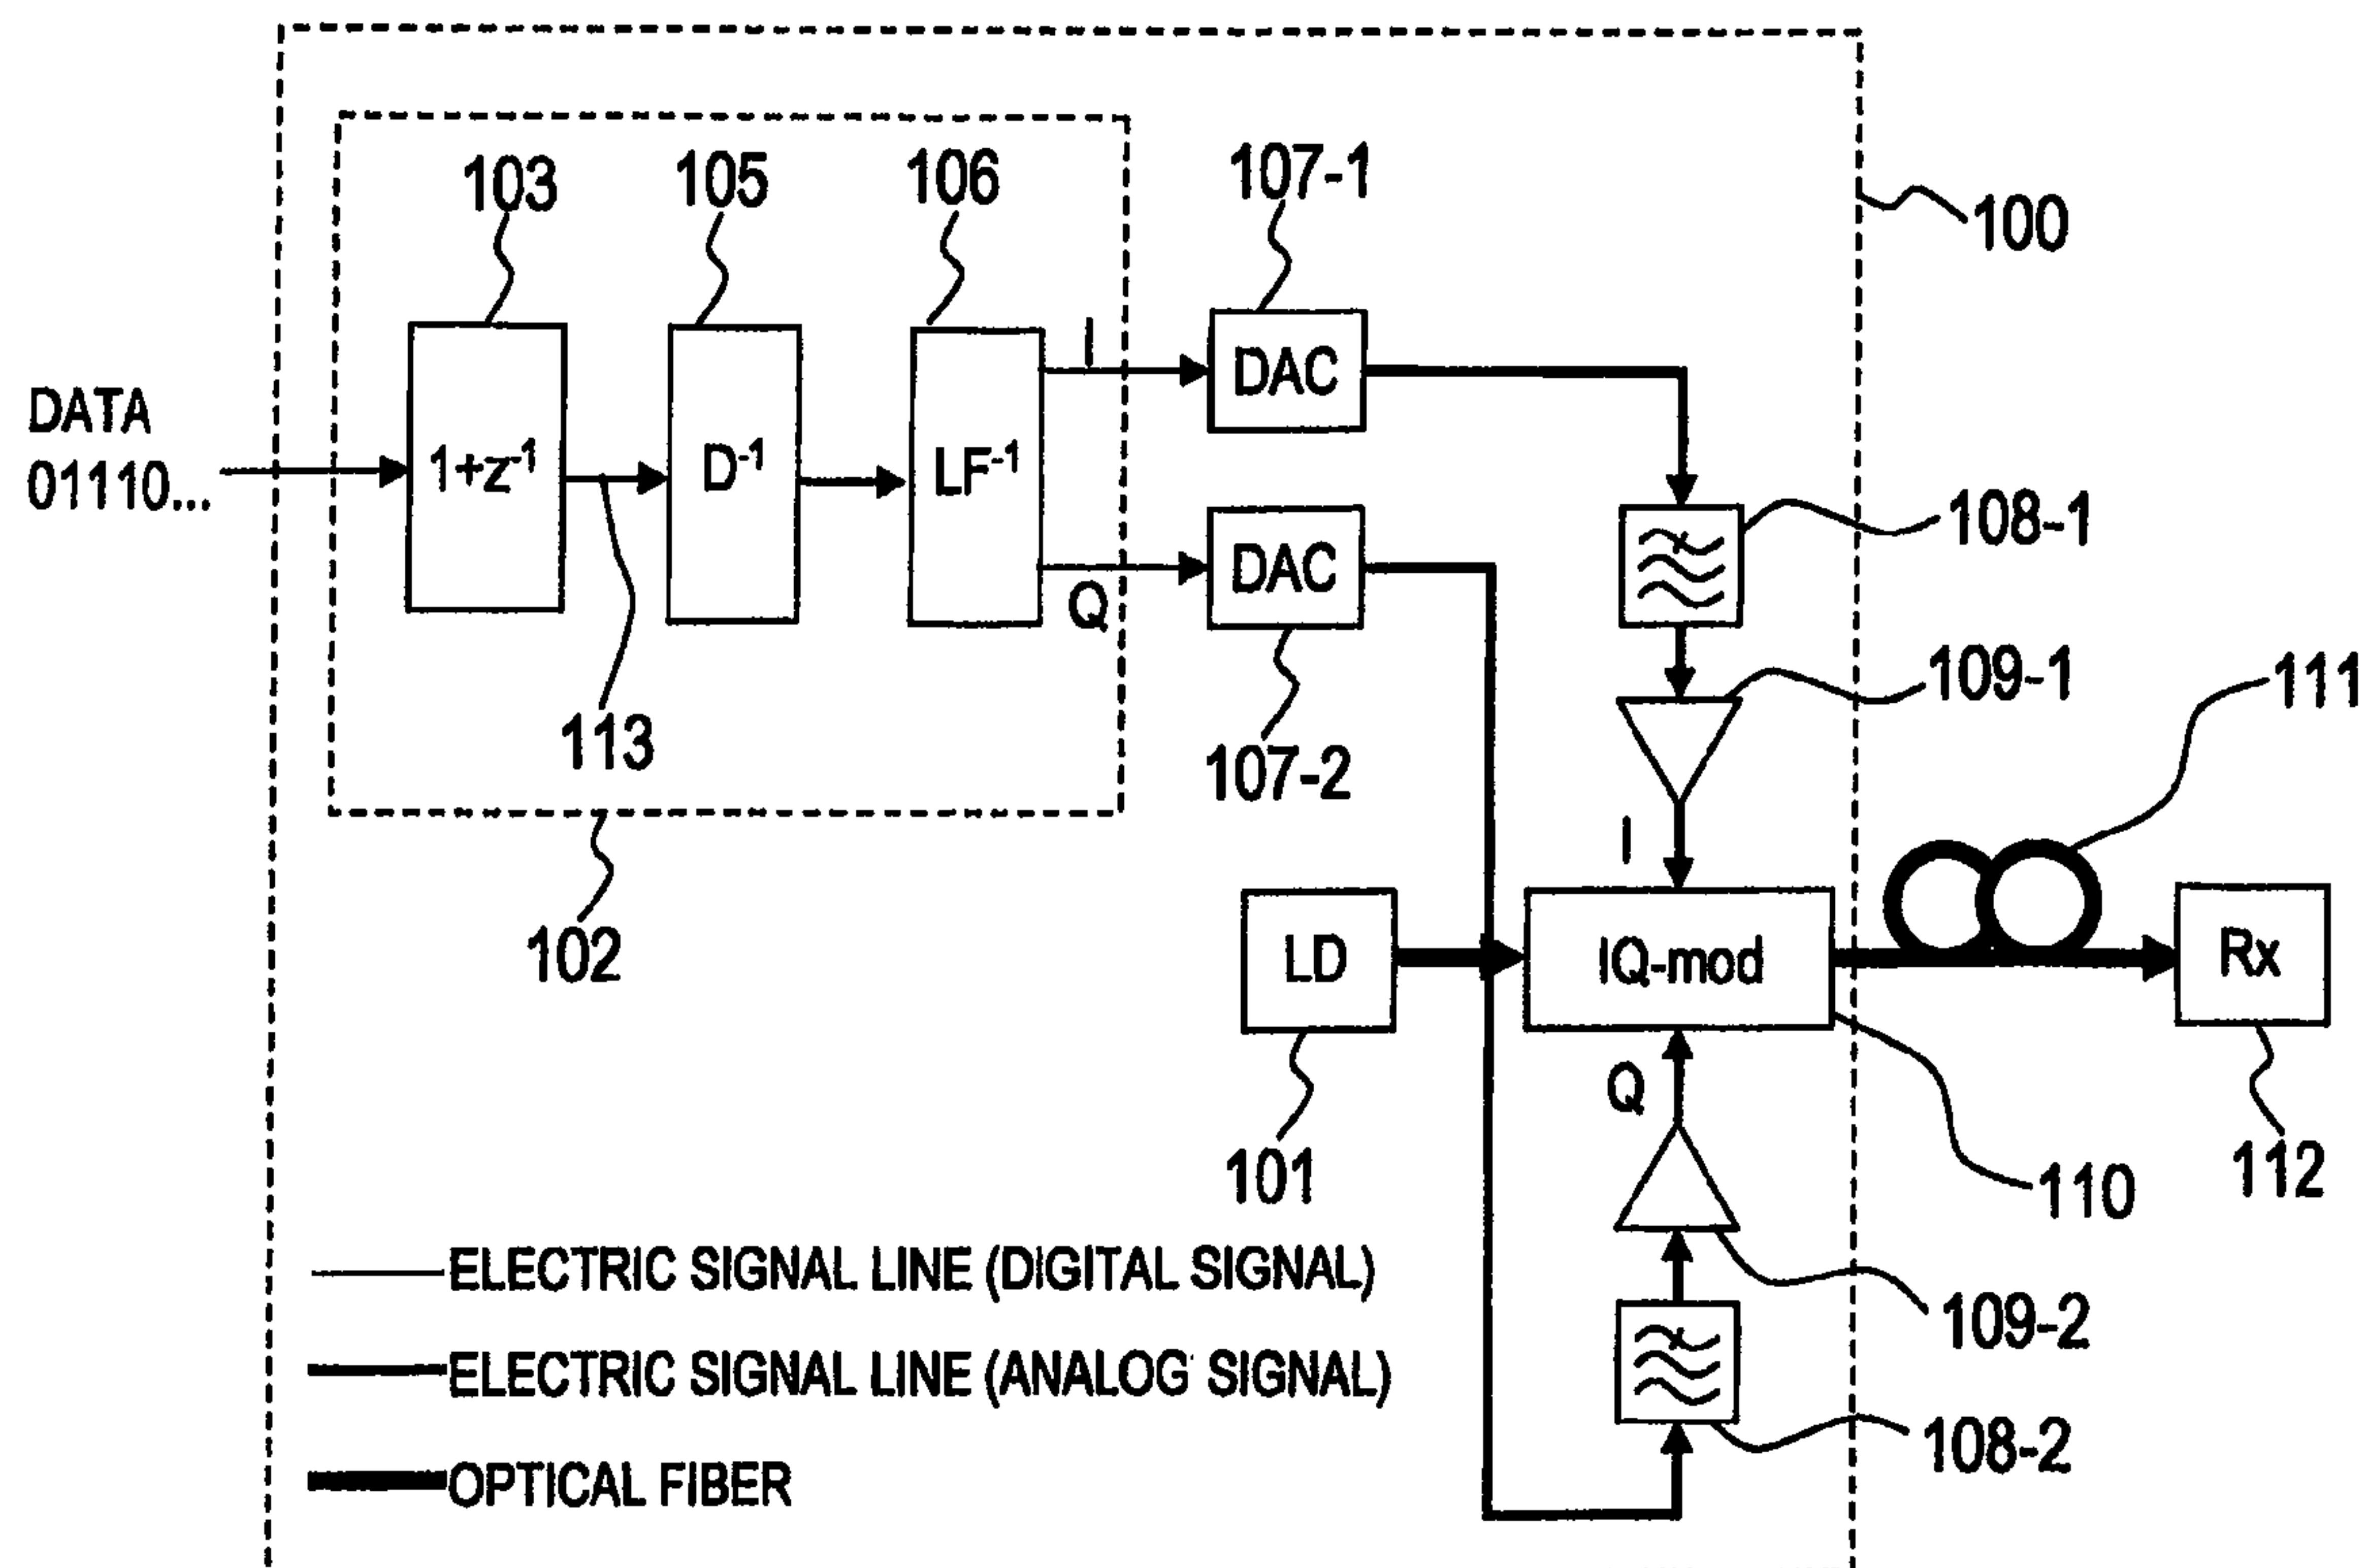 103
105
106
107-1
100
I
DATA
01110...
1+z⁻¹
D⁻¹
LF⁻¹
DAC
DAC
Q
108-1
113
107-2
109-1
111
102
I
LD
IQ-mod
Rx
101
Q
110
112
ELECTRIC SIGNAL LINE (DIGITAL SIGNAL)
109-2
ELECTRIC SIGNAL LINE (ANALOG SIGNAL)
108-2
OPTICAL FIBER